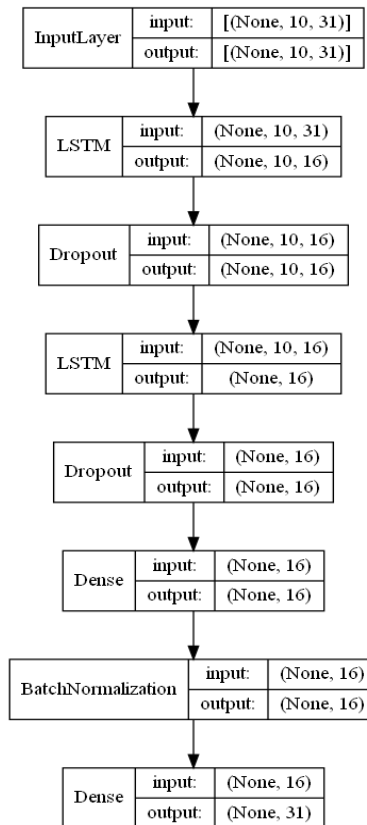 InputLayer
input: [(None, 10, 31)]
output: [(None, 10, 31)]
LSTM
input: (None, 10, 31)
output: (None, 10, 16)
Dropout
input: (None, 10, 16)
output: (None, 10, 16)
LSTM
input: (None, 10, 16)
output: (None, 16)
Dropout
input: (None, 16)
output: (None, 16)
Dense
input: (None, 16)
output: (None, 16)
BatchNormalization
input: (None, 16)
output: (None, 16)
Dense
input: (None, 16)
output: (None, 31)